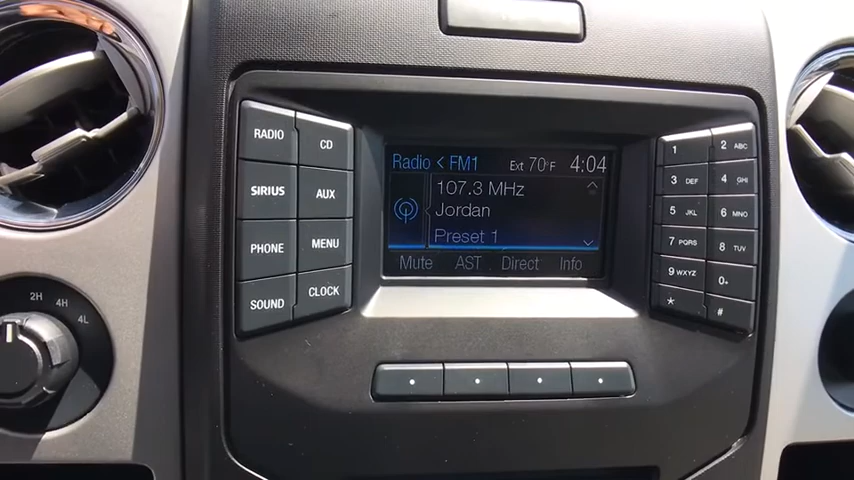 RADIO
CD
SIRIUS
AUX
PHONE
MENU
SOUND
CLOCK
Radio < FM1 Ext 70°F 4:04
107.3 MHz
Jordan
Preset 1
Mute AST Direct Info
1
2 ABC
3 DEF
4 GHI
5 JKL
6 MNO
7 PQRS
8 TUV
9 WXYZ
0+
*
#
2H 4H 4L